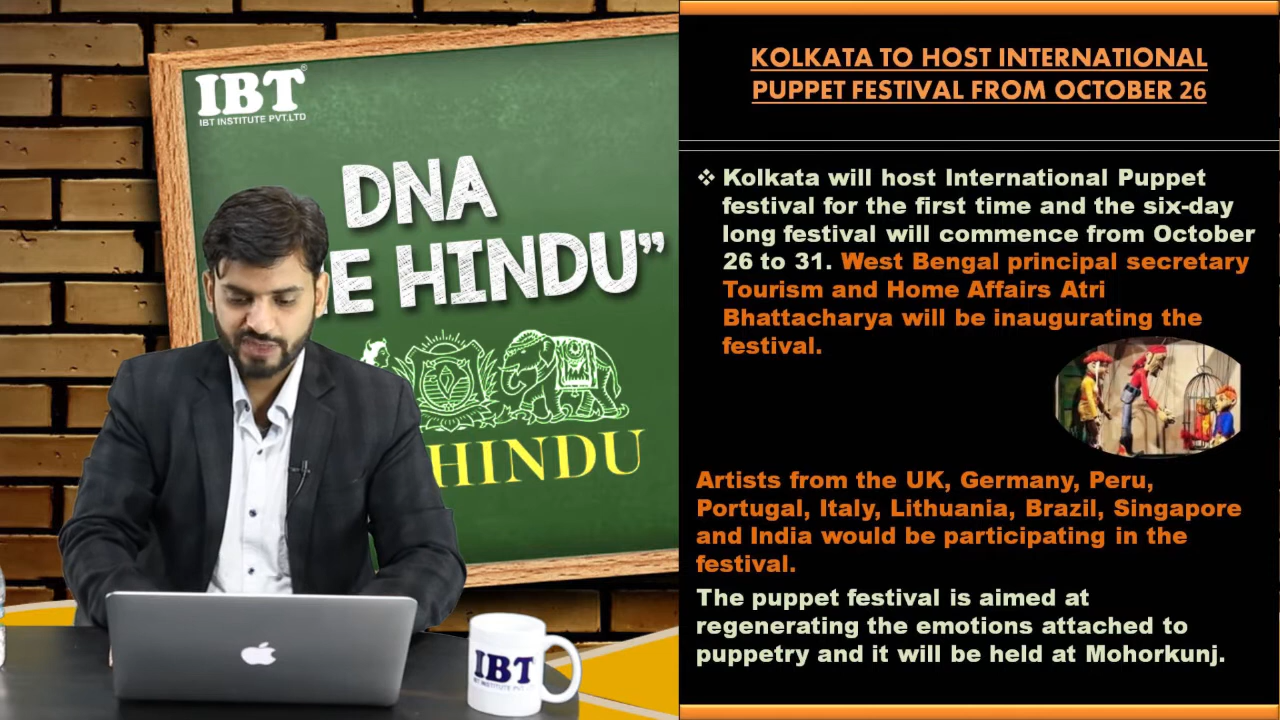 IBT
IBT INSTITUTE PVT.LTD
DNA
E HINDU”
HINDU
IBT
KOLKATA TO HOST INTERNATIONAL
PUPPET FESTIVAL FROM OCTOBER 26
❖ Kolkata will host International Puppet
festival for the first time and the six-day
long festival will commence from October
26 to 31. West Bengal principal secretary
Tourism and Home Affairs Atri
Bhattacharya will be inaugurating the
festival.
Artists from the UK, Germany, Peru,
Portugal, Italy, Lithuania, Brazil, Singapore
and India would be participating in the
festival.
The puppet festival is aimed at
regenerating the emotions attached to
puppetry and it will be held at Mohorkunj.